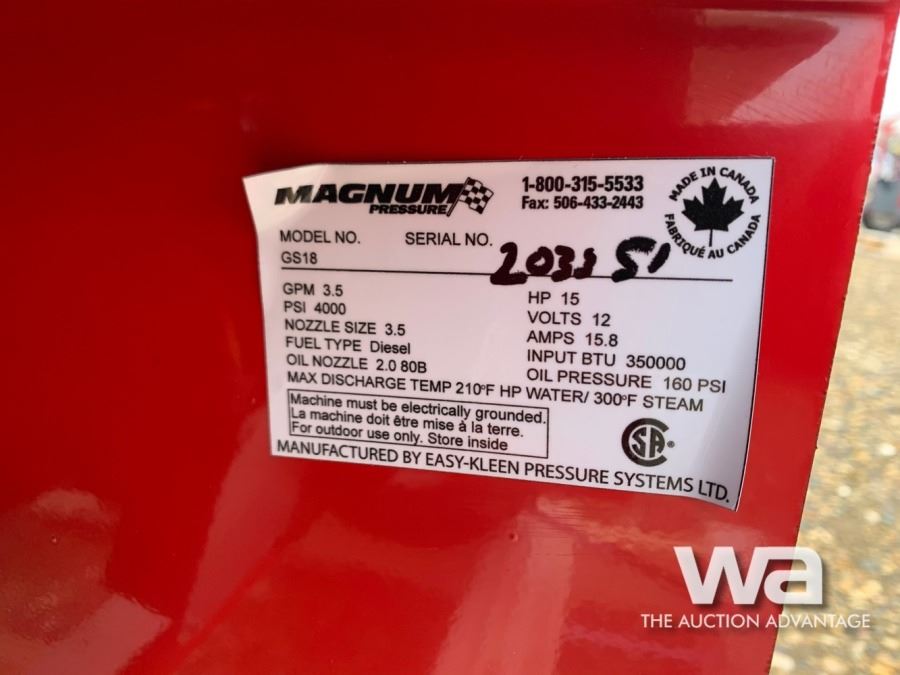 MAGNUM
PRESSURE
1-800-315-5533
Fax: 506-433-2443
MADE IN CANADA
FABRIQUÉ AU CANADA
MODEL NO. SERIAL NO.
GS18
GPM 3.5
PSI 4000
NOZZLE SIZE 3.5
FUEL TYPE Diesel
OIL NOZZLE 2.0 80B
HP 15
VOLTS 12
AMPS 15.8
INPUT BTU 350000
OIL PRESSURE 160 PSI
MAX DISCHARGE TEMP 210°F HP WATER/ 300°F STEAM
Machine must be electrically grounded.
La machine doit être mise à la terre.
For outdoor use only. Store inside
CSA®
MANUFACTURED BY EASY-KLEEN PRESSURE SYSTEMS LTD.
wa
THE AUCTION ADVANTAGE